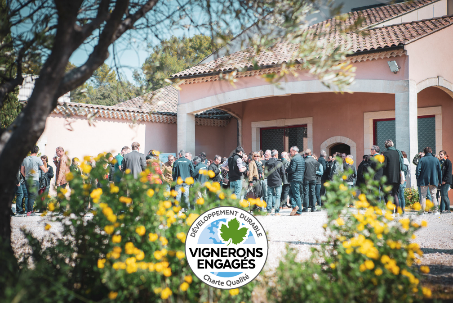 DÉVELOPPEMENT DURABLE
VIGNERONS
ENGAGÉS
Charte Qualité